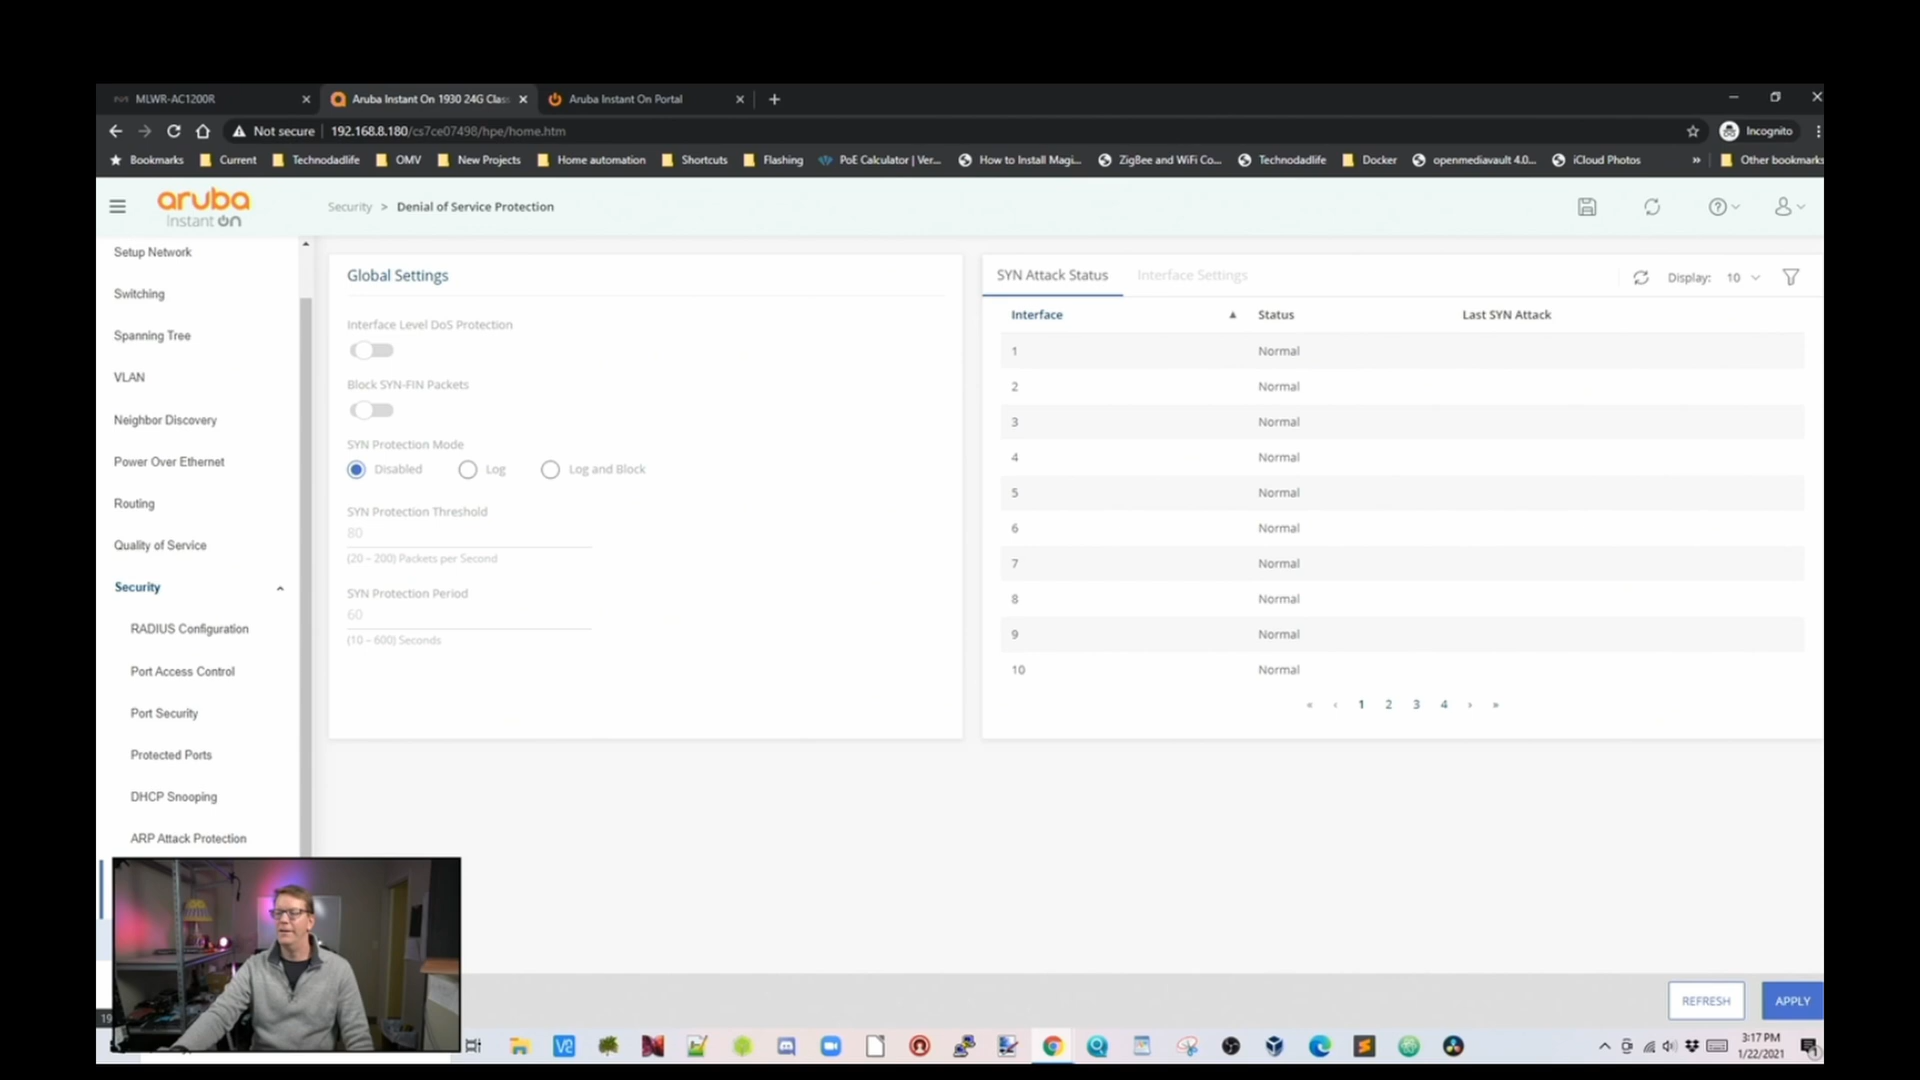 MLWR-AC1200R
Aruba Instant On 1930 24G Clas
Aruba Instant On Portal
Not secure
192.168.8.180/cs7ce07498/hpe/home.htm
Incognito
Bookmarks
Current
Technodadlife
OMV
New Projects
Home automation
Shortcuts
Flashing
PoE Calculator | Ver...
How to Install Magi...
ZigBee and WiFi Co...
Technodadlife
Docker
openmediavault 4.0...
iCloud Photos
»
Other bookmarks
aruba
Instant On
Security > Denial of Service Protection
Setup Network
Switching
Spanning Tree
VLAN
Neighbor Discovery
Power Over Ethernet
Routing
Quality of Service
Security
RADIUS Configuration
Port Access Control
Port Security
Protected Ports
DHCP Snooping
ARP Attack Protection
19
Global Settings
Interface Level DoS Protection
Block SYN-FIN Packets
SYN Protection Mode
Disabled Log Log and Block
SYN Protection Threshold
80
(20 – 200) Packets per Second
SYN Protection Period
60
(10 – 600) Seconds
SYN Attack Status Interface Settings
Display: 10
Interface Status Last SYN Attack
1 Normal
2 Normal
3 Normal
4 Normal
5 Normal
6 Normal
7 Normal
8 Normal
9 Normal
10 Normal
« ‹ 1 2 3 4 › »
REFRESH
APPLY
3:17 PM
1/22/2021